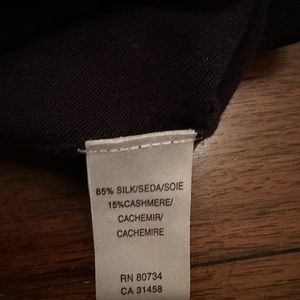 85% SILK/SEDA/SOIE
15%CASHMERE/
CACHEMIR/
CACHEMIRE
RN 80734
CA 31458